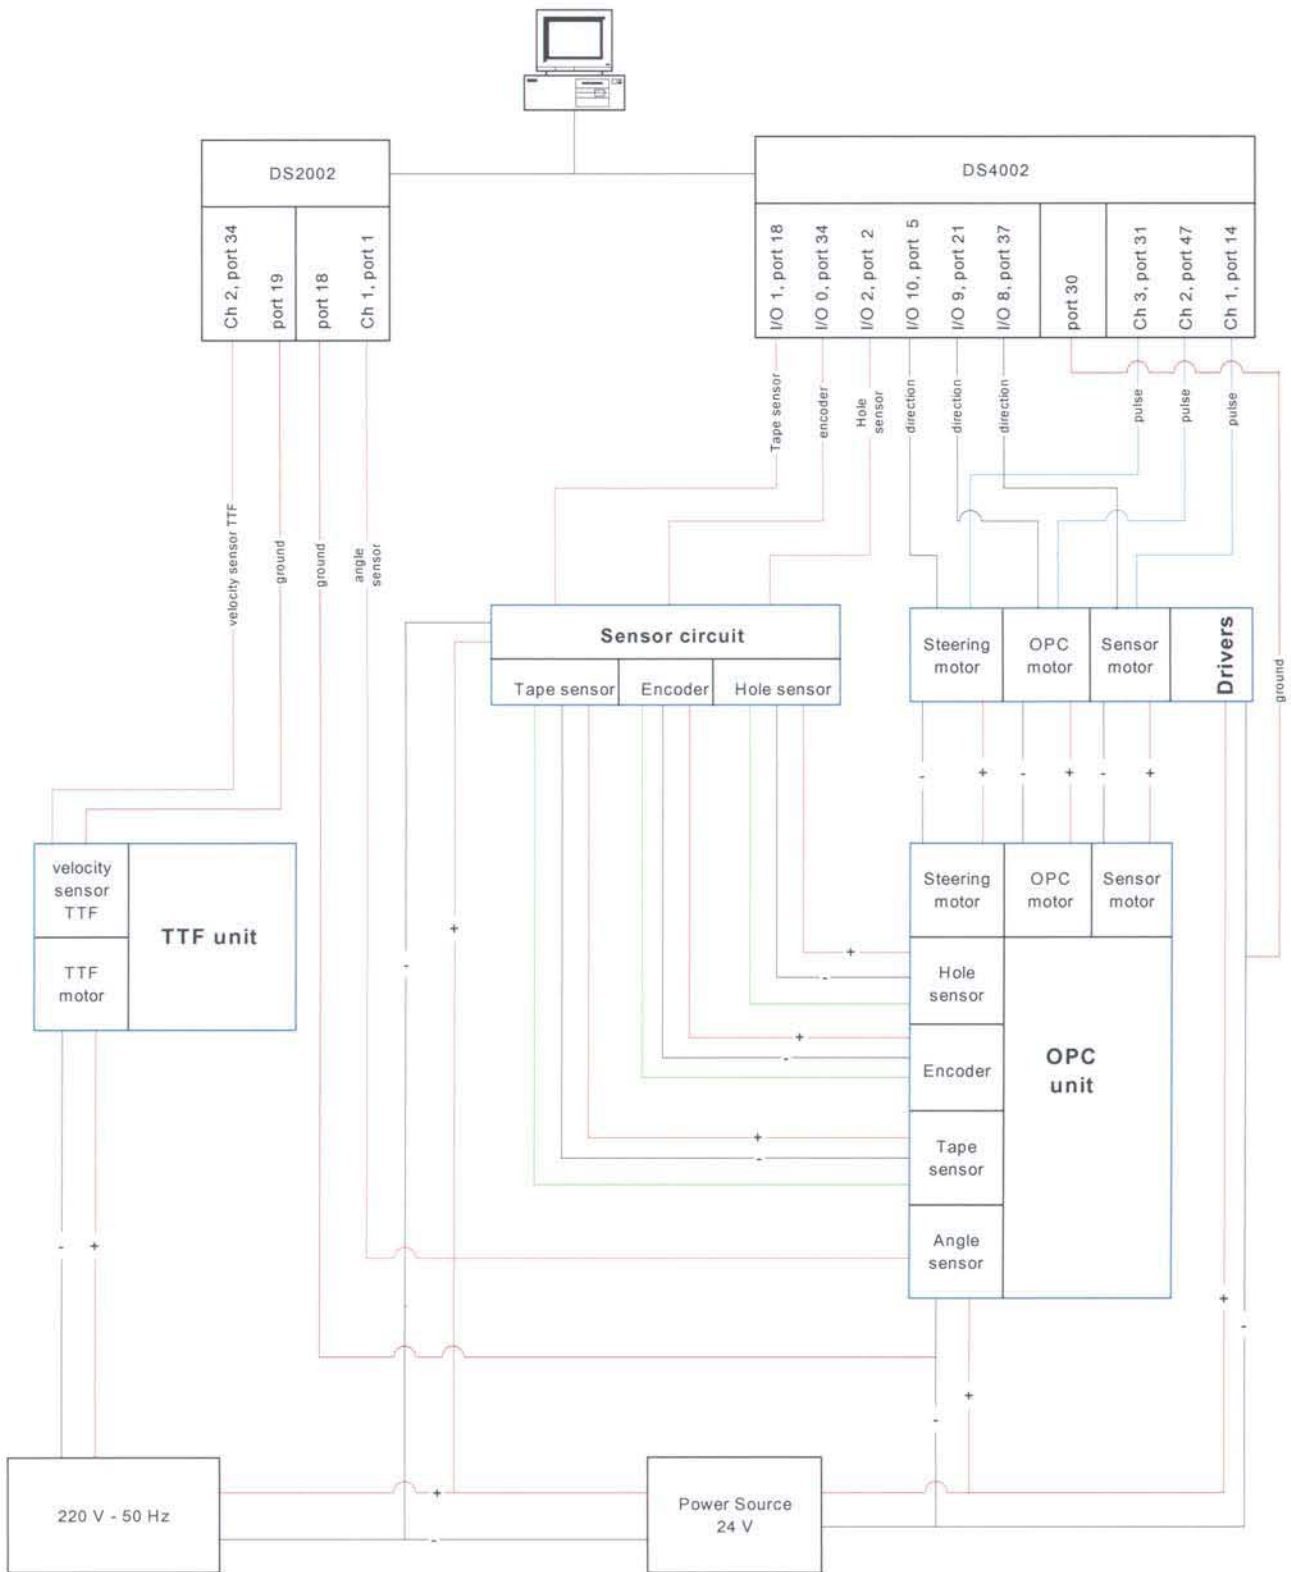 DS2002
DS4002
Ch 2, port 34
port 19
port 18
Ch 1, port 1
I/O 1, port 18
I/O 0, port 34
I/O 2, port 2
I/O 10, port 5
I/O 9, port 21
I/O 8, port 37
port 30
Ch 3, port 31
Ch 2, port 47
Ch 1, port 14
Tape sensor
encoder
Hole
sensor
direction
direction
direction
pulse
pulse
pulse
velocity sensor TTF
ground
ground
angle
sensor
Sensor circuit
Tape sensor
Encoder
Hole sensor
Steering
motor
OPC
motor
Sensor
motor
Drivers
ground
- + - + - +
velocity
sensor
TTF
TTF
motor
TTF unit
Steering
motor
OPC
motor
Sensor
motor
+
-
+
-
Hole
sensor
+
-
Encoder
OPC
unit
+
-
Tape
sensor
Angle
sensor
- +
+
-
+
-
220 V - 50 Hz
+
-
Power Source
24 V